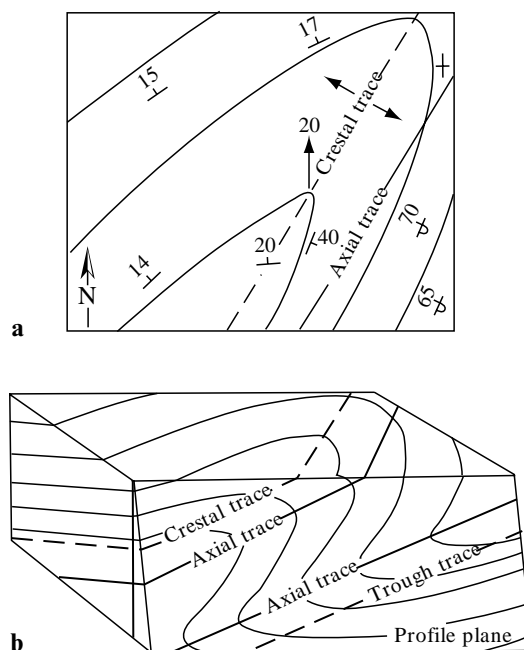 17
15
20
Crestal trace
Axial trace
70
40
20
14
65
N
a
Crestal trace
Axial trace
Axial trace
Trough trace
Profile plane
b